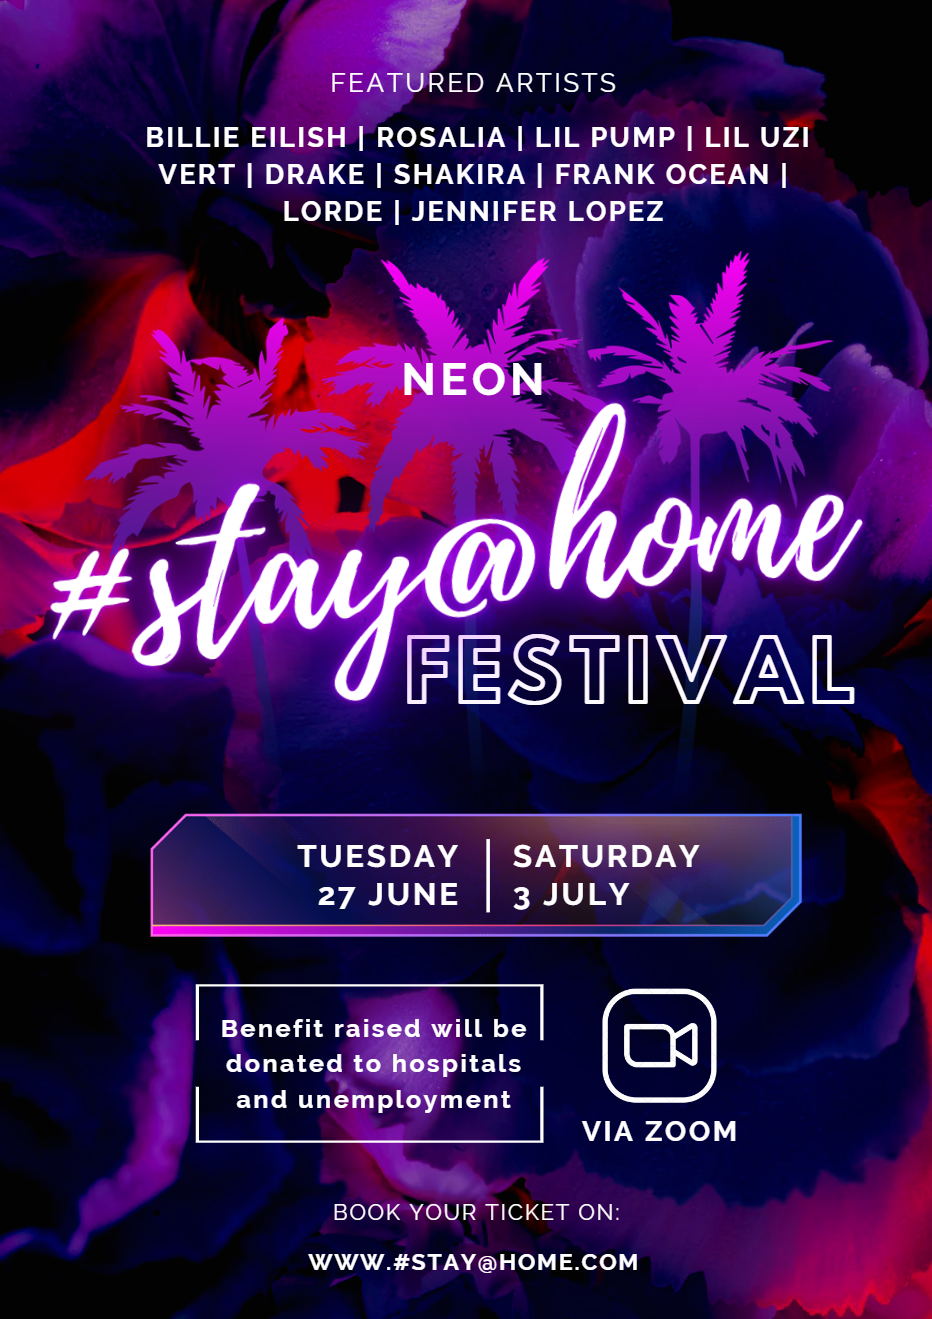 FEATURED ARTISTS
BILLIE EILISH | ROSALIA | LIL PUMP | LIL UZI
VERT | DRAKE | SHAKIRA | FRANK OCEAN |
LORDE | JENNIFER LOPEZ
NEON
#stay@home
FESTIVAL
TUESDAY | SATURDAY
27 JUNE | 3 JULY
Benefit raised will be
donated to hospitals
and unemployment
VIA ZOOM
BOOK YOUR TICKET ON:
WWW.#STAY@HOME.COM